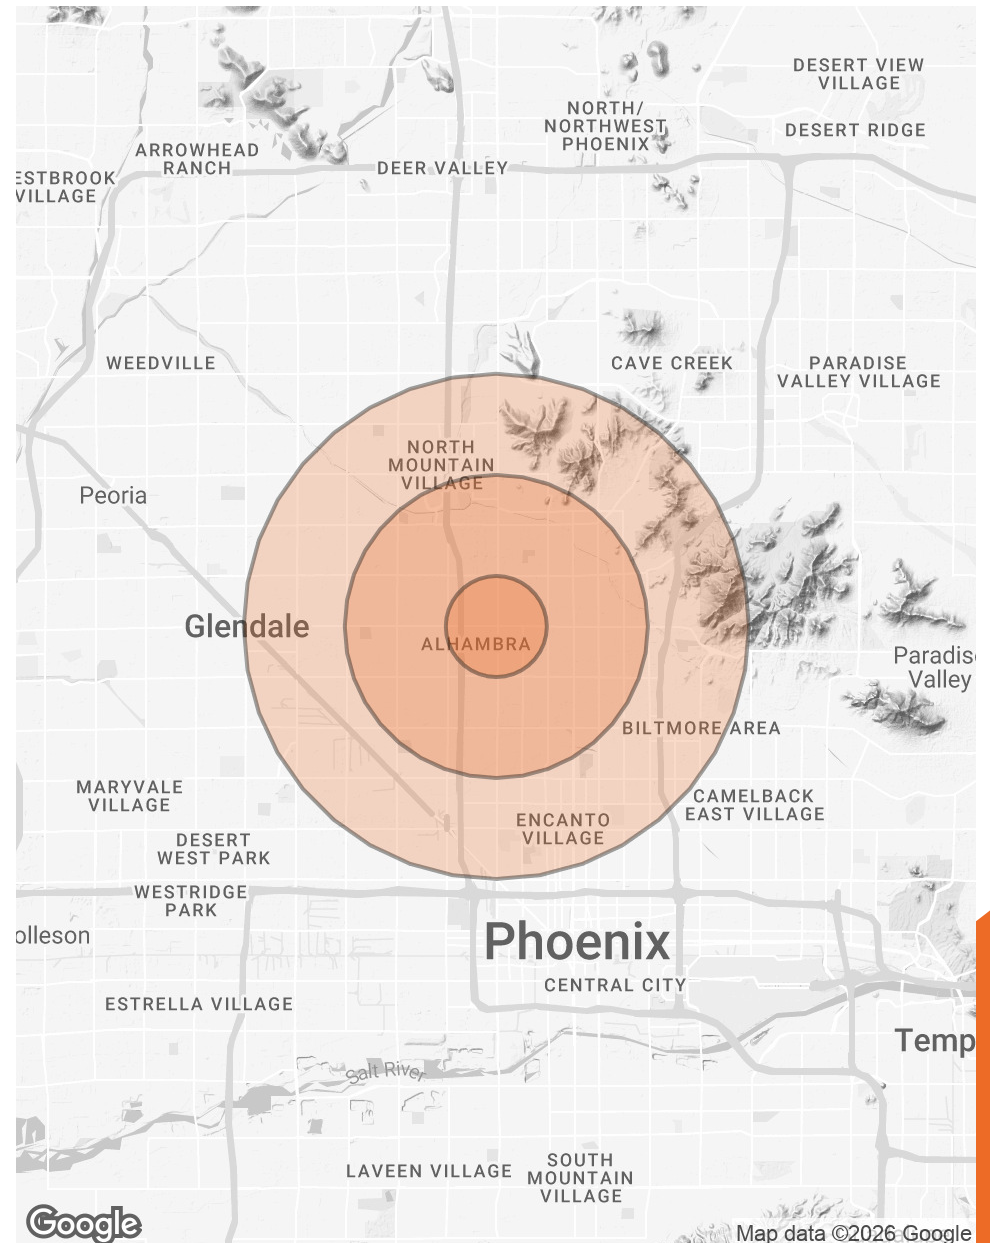 DESERT VIEW
VILLAGE
NORTH/
NORTHWEST
PHOENIX
DESERT RIDGE
ARROWHEAD
RANCH
DEER VALLEY
ESTBROOK
VILLAGE
WEEDVILLE
CAVE CREEK
PARADISE
VALLEY VILLAGE
NORTH
MOUNTAIN
VILLAGE
Peoria
Glendale
ALHAMBRA
Paradise
Valley
BILTMORE AREA
MARYVALE
VILLAGE
CAMELBACK
EAST VILLAGE
ENCANTO
VILLAGE
DESERT
WEST PARK
WESTRIDGE
PARK
olleson
Phoenix
CENTRAL CITY
ESTRELLA VILLAGE
Temp
Salt River
LAVEEN VILLAGE
SOUTH
MOUNTAIN
VILLAGE
Google
Map data ©2026 Google